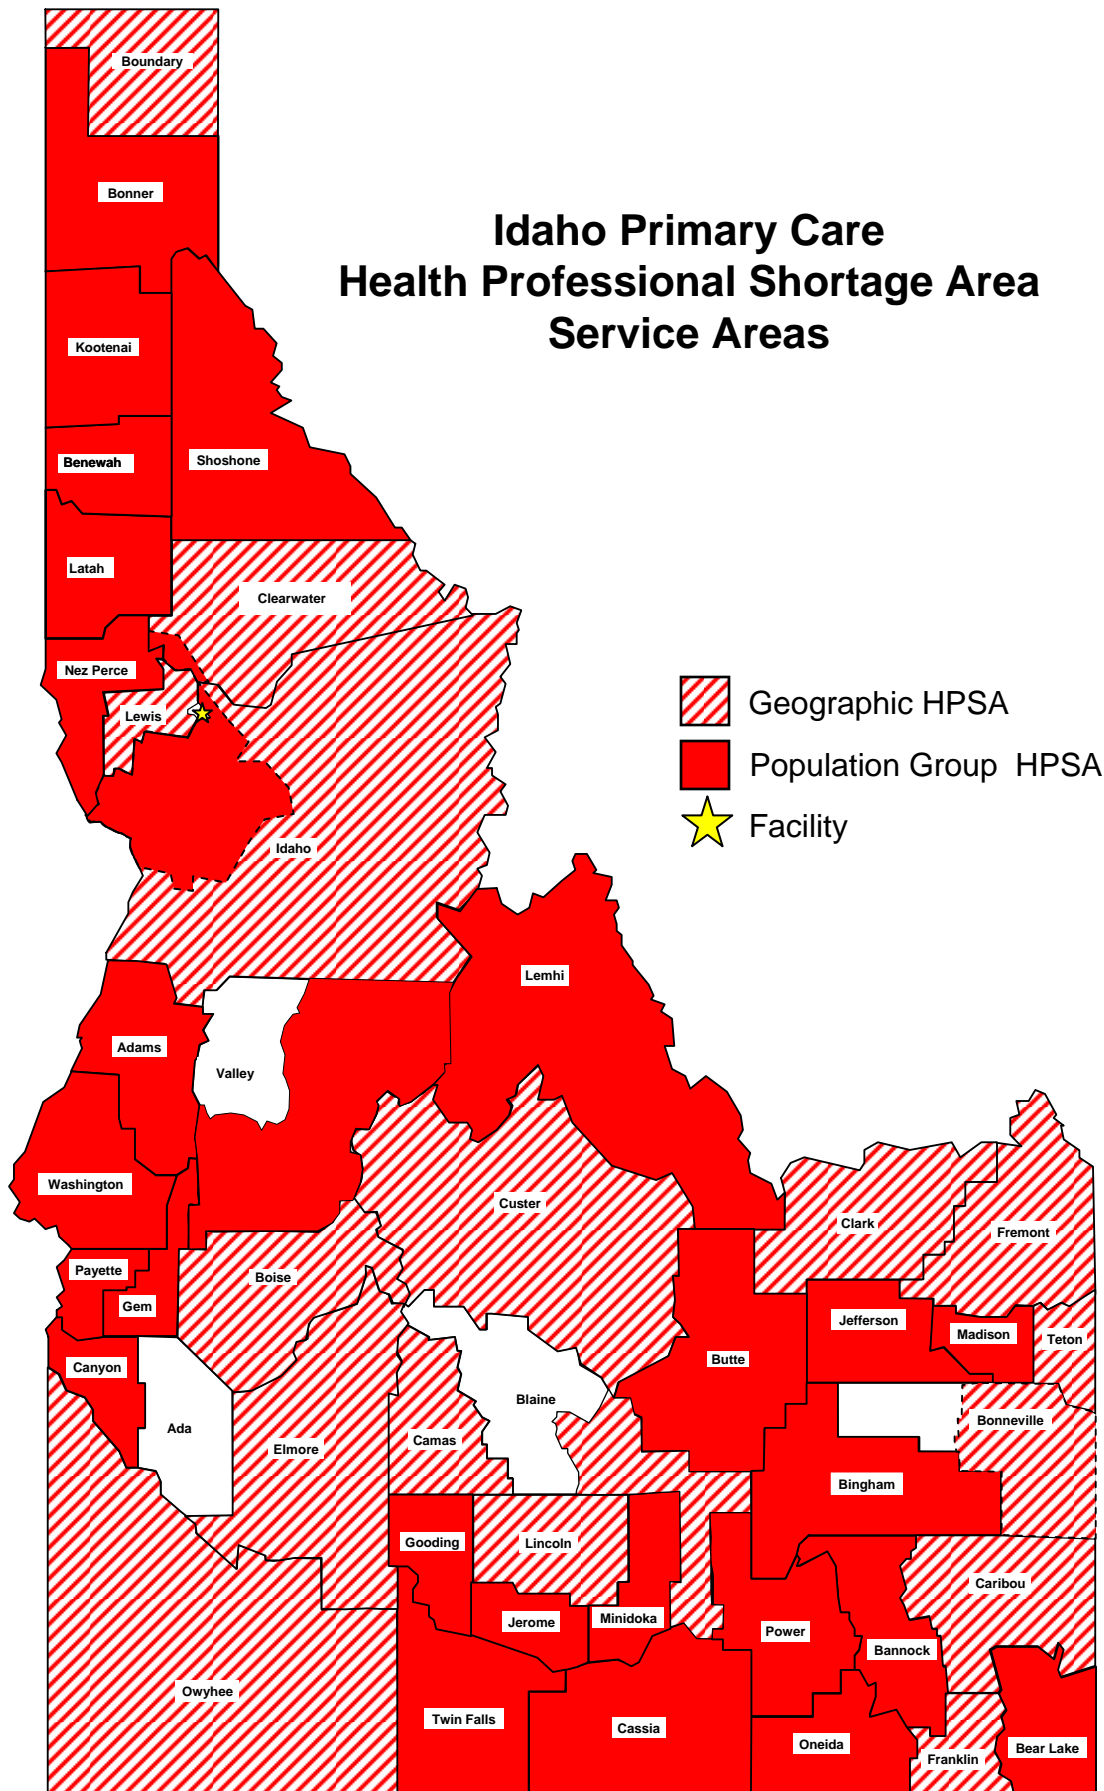 Boundary
Bonner
Idaho Primary Care
Health Professional Shortage Area
Service Areas
Kootenai
Benewah
Shoshone
Latah
Clearwater
Nez Perce
Lewis
Geographic HPSA
Population Group HPSA
Facility
Idaho
Lemhi
Adams
Valley
Washington
Custer
Clark
Fremont
Payette
Boise
Gem
Jefferson
Madison
Teton
Canyon
Butte
Blaine
Ada
Bonneville
Camas
Elmore
Bingham
Gooding
Lincoln
Caribou
Jerome
Minidoka
Power
Bannock
Owyhee
Twin Falls
Cassia
Oneida
Bear Lake
Franklin